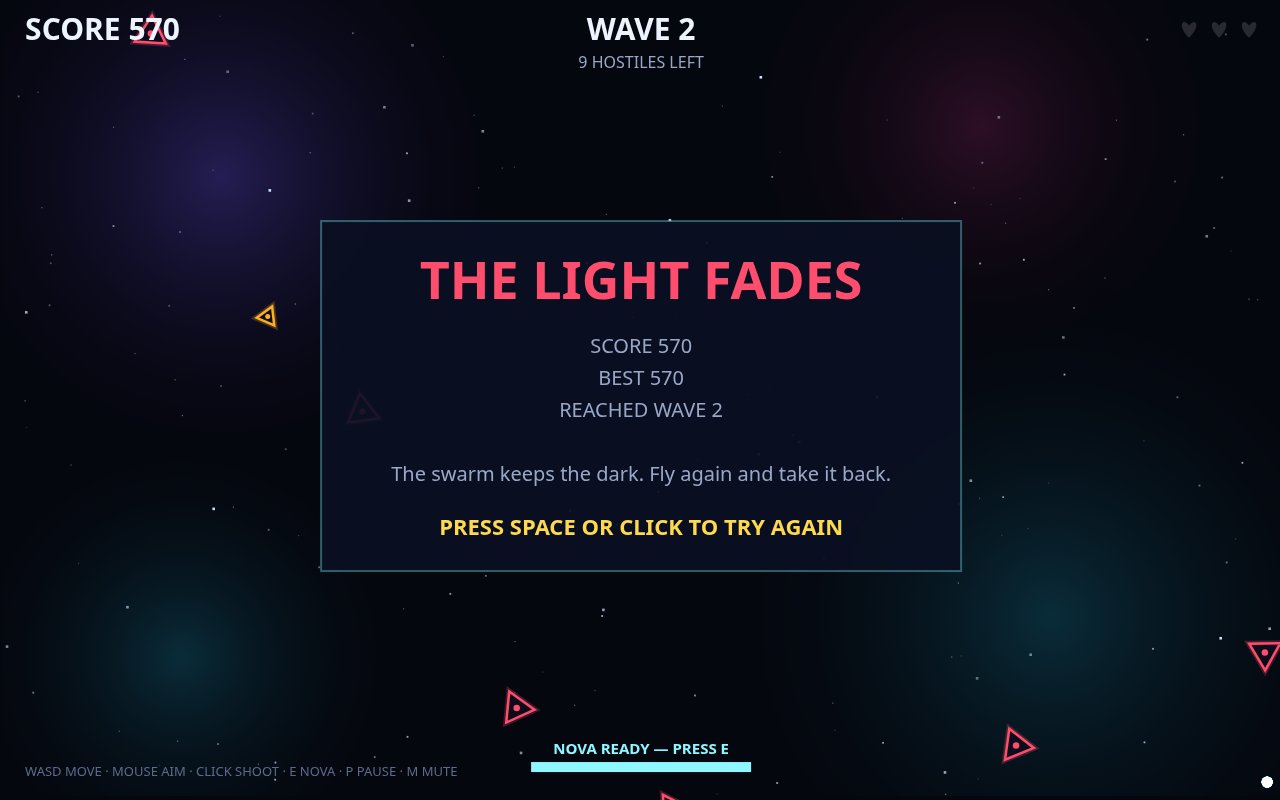 SCORE 570
WAVE 2
9 HOSTILES LEFT
THE LIGHT FADES
SCORE 570
BEST 570
REACHED WAVE 2
The swarm keeps the dark. Fly again and take it back.
PRESS SPACE OR CLICK TO TRY AGAIN
NOVA READY — PRESS E
WASD MOVE · MOUSE AIM · CLICK SHOOT · E NOVA · P PAUSE · M MUTE